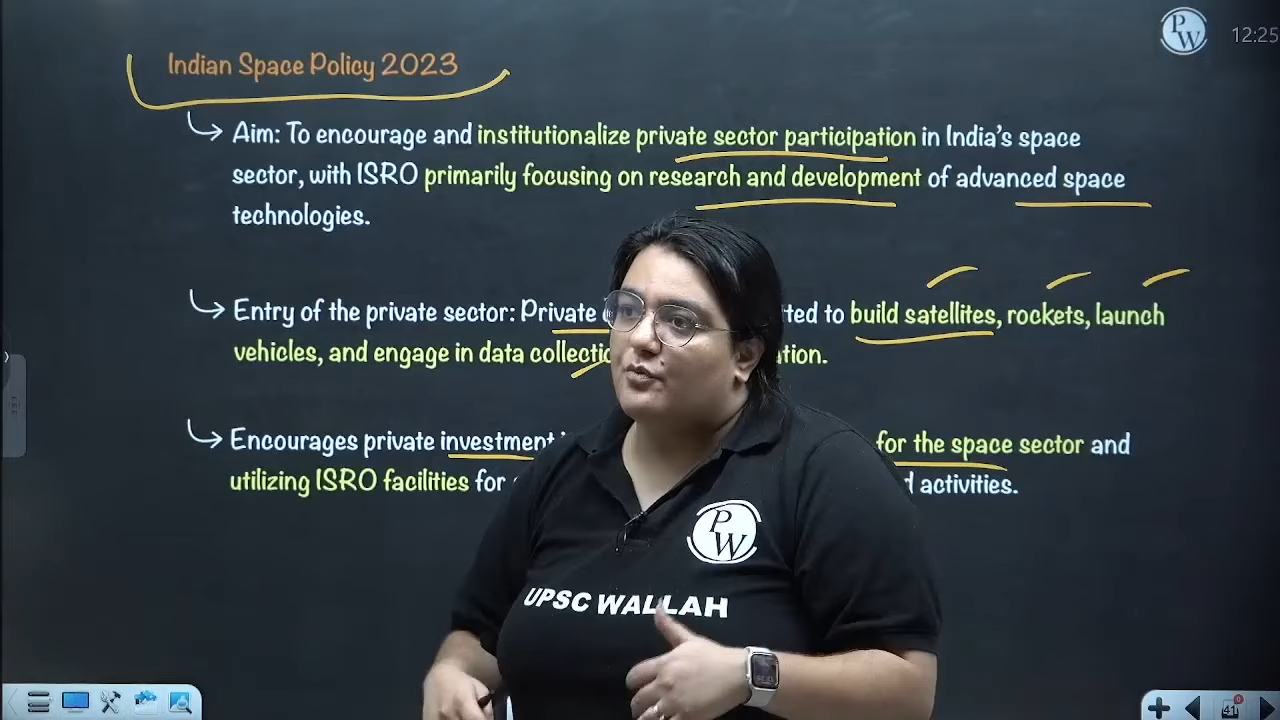 PW
12:25
Indian Space Policy 2023
Aim: To encourage and institutionalize private sector participation in India's space
sector, with ISRO primarily focusing on research and development of advanced space
technologies.
Entry of the private sector: Private to build satellites, rockets, launch
vehicles, and engage in data
Encourages private investment for the space sector and
utilizing ISRO facilities for activities.
PW
UPSC WALLAH
41